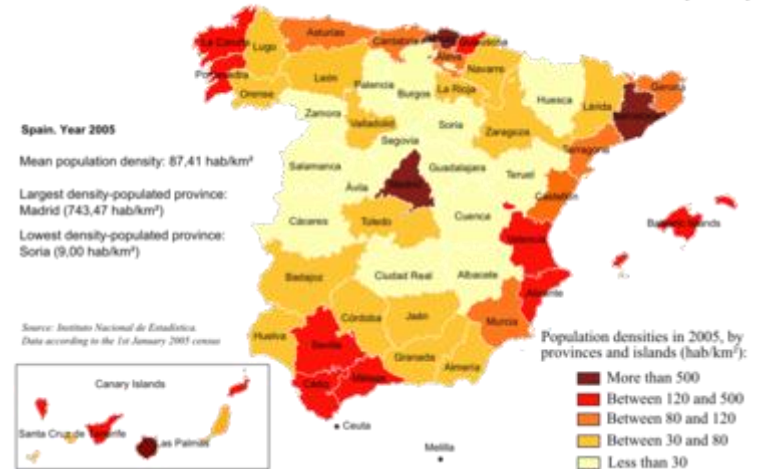 La Coruña
Lugo
Asturias
Cantabria
Álava
Navarra
Pontevedra
Orense
León
Palencia
Burgos
La Rioja
Huesca
Lérida
Gerona
Zamora
Valladolid
Soria
Zaragoza
Tarragona
Segovia
Salamanca
Ávila
Madrid
Guadalajara
Teruel
Castellón
Cáceres
Toledo
Cuenca
Valencia
Balearic Islands
Badajoz
Ciudad Real
Albacete
Alicante
Córdoba
Jaén
Murcia
Huelva
Sevilla
Granada
Almería
Cádiz
Málaga
Ceuta
Melilla
Spain. Year 2005
Mean population density: 87,41 hab/km²
Largest density-populated province:
Madrid (743,47 hab/km²)
Lowest density-populated province:
Soria (9,00 hab/km²)
Source: Instituto Nacional de Estadística.
Data according to the 1st January 2005 census
Canary Islands
Santa Cruz de Tenerife
Las Palmas
Population densities in 2005, by
provinces and islands (hab/km²):
More than 500
Between 120 and 500
Between 80 and 120
Between 30 and 80
Less than 30